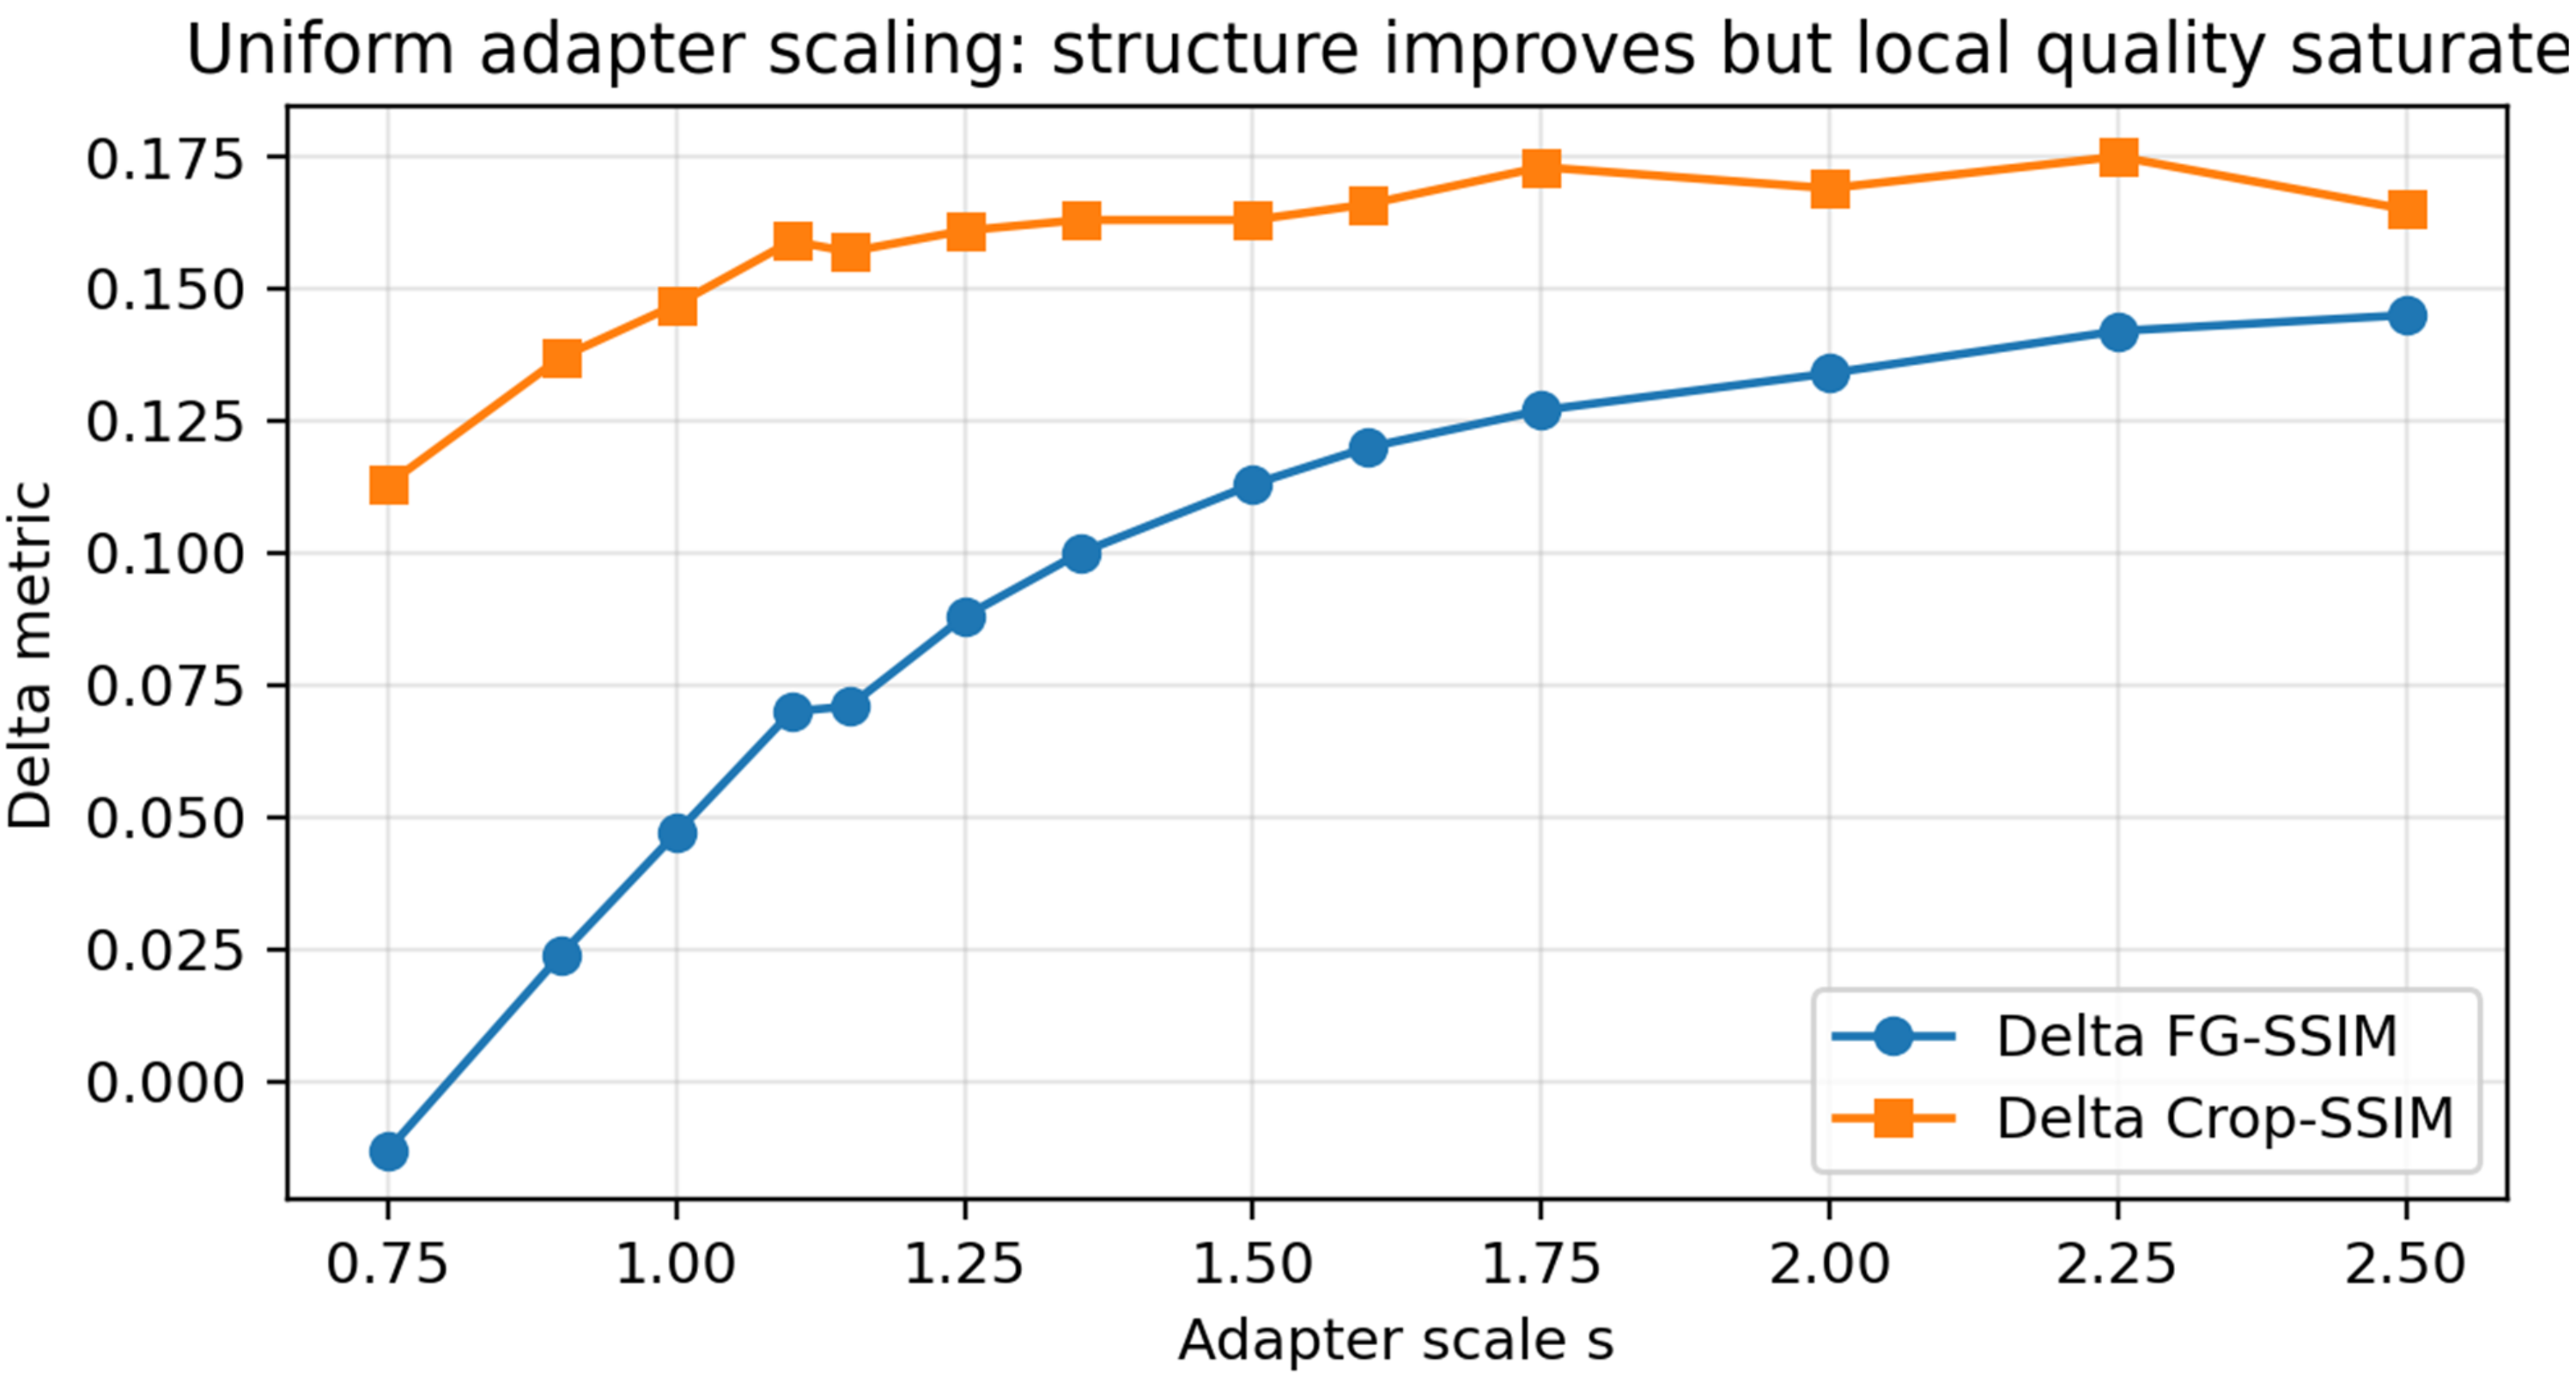 Uniform adapter scaling: structure improves but local quality saturate
0.175
0.150
0.125
0.100
0.075
0.050
0.025
0.000
Delta metric
Delta FG-SSIM
Delta Crop-SSIM
0.75 1.00 1.25 1.50 1.75 2.00 2.25 2.50
Adapter scale s